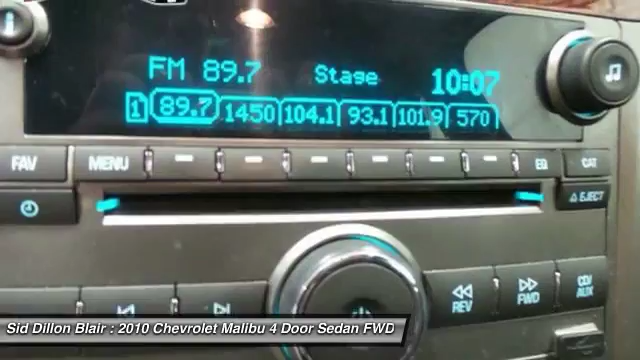 FM 89.7 Stage 10:07
1 89.7 1450 104.1 93.1 101.9 570
FAV MENU EQ CAT
EJECT
REV FWD CD/AUX
Sid Dillon Blair : 2010 Chevrolet Malibu 4 Door Sedan FWD